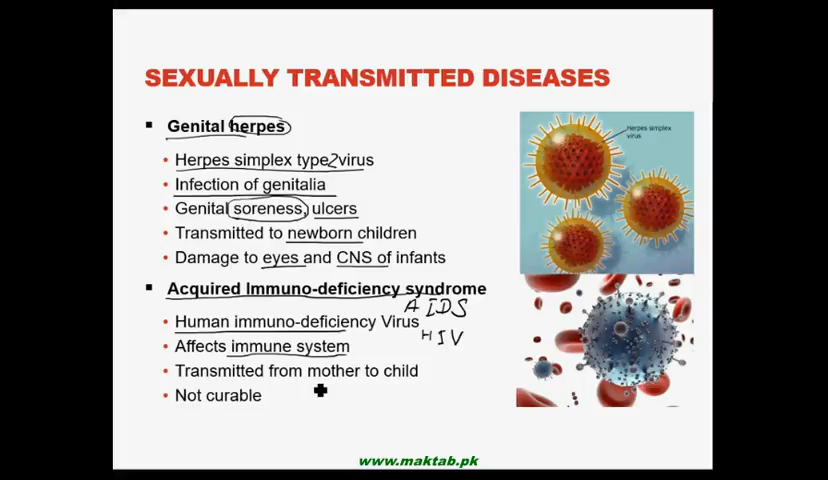 SEXUALLY TRANSMITTED DISEASES
▪ Genital herpes
• Herpes simplex type 2 virus
• Infection of genitalia
• Genital soreness, ulcers
• Transmitted to newborn children
• Damage to eyes and CNS of infants
▪ Acquired Immuno-deficiency syndrome
AIDS
• Human immuno-deficiency Virus
HIV
• Affects immune system
• Transmitted from mother to child
• Not curable
Herpes simplex
virus
www.maktab.pk